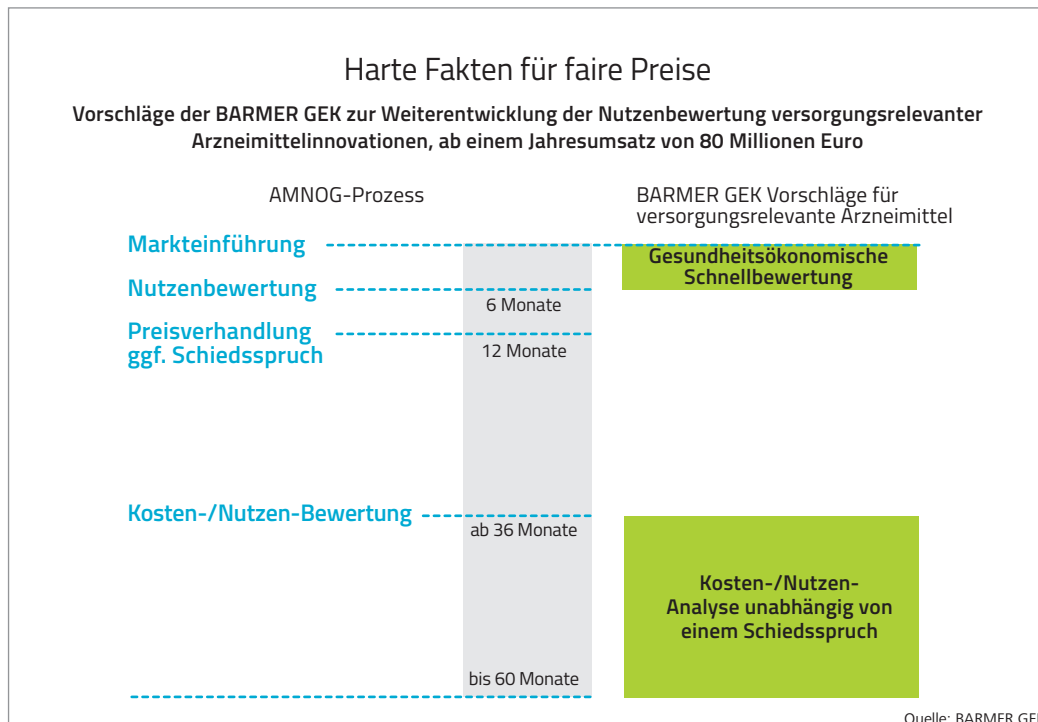 Harte Fakten für faire Preise
Vorschläge der BARMER GEK zur Weiterentwicklung der Nutzenbewertung versorgungsrelevanter
Arzneimittelinnovationen, ab einem Jahresumsatz von 80 Millionen Euro
AMNOG-Prozess
BARMER GEK Vorschläge für
versorgungsrelevante Arzneimittel
Markteinführung
Gesundheitsökonomische
Schnellbewertung
Nutzenbewertung
6 Monate
Preisverhandlung
ggf. Schiedsspruch
12 Monate
Kosten-/Nutzen-Bewertung
ab 36 Monate
Kosten-/Nutzen-
Analyse unabhängig von
einem Schiedsspruch
bis 60 Monate
Quelle: BARMER GEK